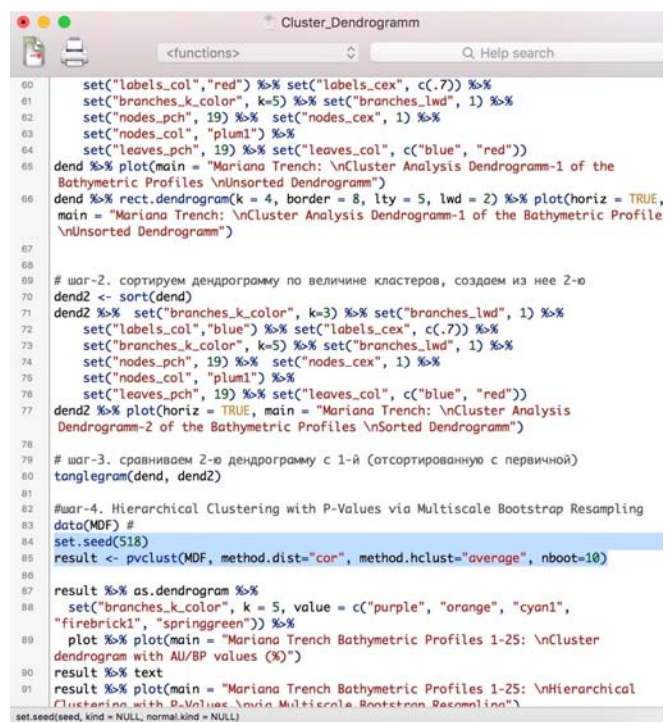 Cluster_Dendrogramm
<functions>
Help search
60 set("labels_col","red") %>% set("labels_cex", c(.7)) %>%
61 set("branches_k_color", k=5) %>% set("branches_lwd", 1) %>%
62 set("nodes_pch", 19) %>% set("nodes_cex", 1) %>%
63 set("nodes_col", "plum1") %>%
64 set("leaves_pch", 19) %>% set("leaves_col", c("blue", "red"))
65 dend %>% plot(main = "Mariana Trench: \nCluster Analysis Dendrogramm-1 of the
Bathymetric Profiles \nUnsorted Dendrogramm")
66 dend %>% rect.dendrogram(k = 4, border = 8, lty = 5, lwd = 2) %>% plot(horiz = TRUE,
main = "Mariana Trench: \nCluster Analysis Dendrogramm-1 of the Bathymetric Profile
\nUnsorted Dendrogramm")
67
68
69 # шаг-2. сортируем дендрограмму по величине кластеров, создаем из нее 2-ю
70 dend2 <- sort(dend)
71 dend2 %>% set("branches_k_color", k=3) %>% set("branches_lwd", 1) %>%
72 set("labels_col","blue") %>% set("labels_cex", c(.7)) %>%
73 set("branches_k_color", k=5) %>% set("branches_lwd", 1) %>%
74 set("nodes_pch", 19) %>% set("nodes_cex", 1) %>%
75 set("nodes_col", "plum1") %>%
76 set("leaves_pch", 19) %>% set("leaves_col", c("blue", "red"))
77 dend2 %>% plot(horiz = TRUE, main = "Mariana Trench: \nCluster Analysis
Dendrogramm-2 of the Bathymetric Profiles \nSorted Dendrogramm")
78
79 # шаг-3. сравниваем 2-ю дендрограмму с 1-й (отсортированную с первичной)
80 tanglegram(dend, dend2)
81
82 #шаг-4. Hierarchical Clustering with P-Values via Multiscale Bootstrap Resampling
83 data(MDF) #
84 set.seed(518)
85 result <- pvclust(MDF, method.dist="cor", method.hclust="average", nboot=10)
86
87 result %>% as.dendrogram %>%
88 set("branches_k_color", k = 5, value = c("purple", "orange", "cyan1",
"firebrick1", "springgreen")) %>%
89 plot %>% plot(main = "Mariana Trench Bathymetric Profiles 1-25: \nCluster
dendrogram with AU/BP values (%)")
90 result %>% text
91 result %>% plot(main = "Mariana Trench Bathymetric Profiles 1-25: \nHierarchical
Clustering with P-Values \nvia Multiscale Bootstrap Resampling")
set.seed(seed, kind = NULL, normal.kind = NULL)